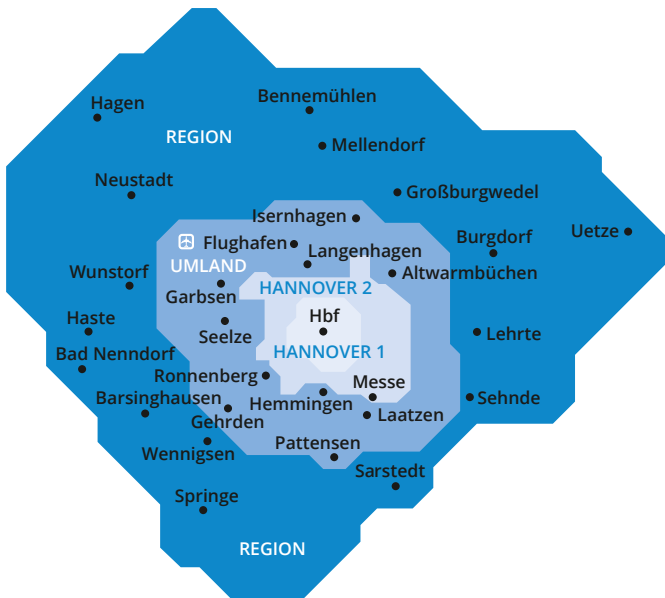 Hagen
Bennemühlen
REGION
Mellendorf
Neustadt
Großburgwedel
Isernhagen
Uetze
Flughafen
Burgdorf
Langenhagen
UMLAND
Wunstorf
Altwarmbüchen
Garbsen
HANNOVER 2
Haste
Hbf
Seelze
Lehrte
Bad Nenndorf
HANNOVER 1
Ronnenberg
Messe
Barsinghausen
Hemmingen
Sehnde
Gehrden
Laatzen
Wennigsen
Pattensen
Sarstedt
Springe
REGION